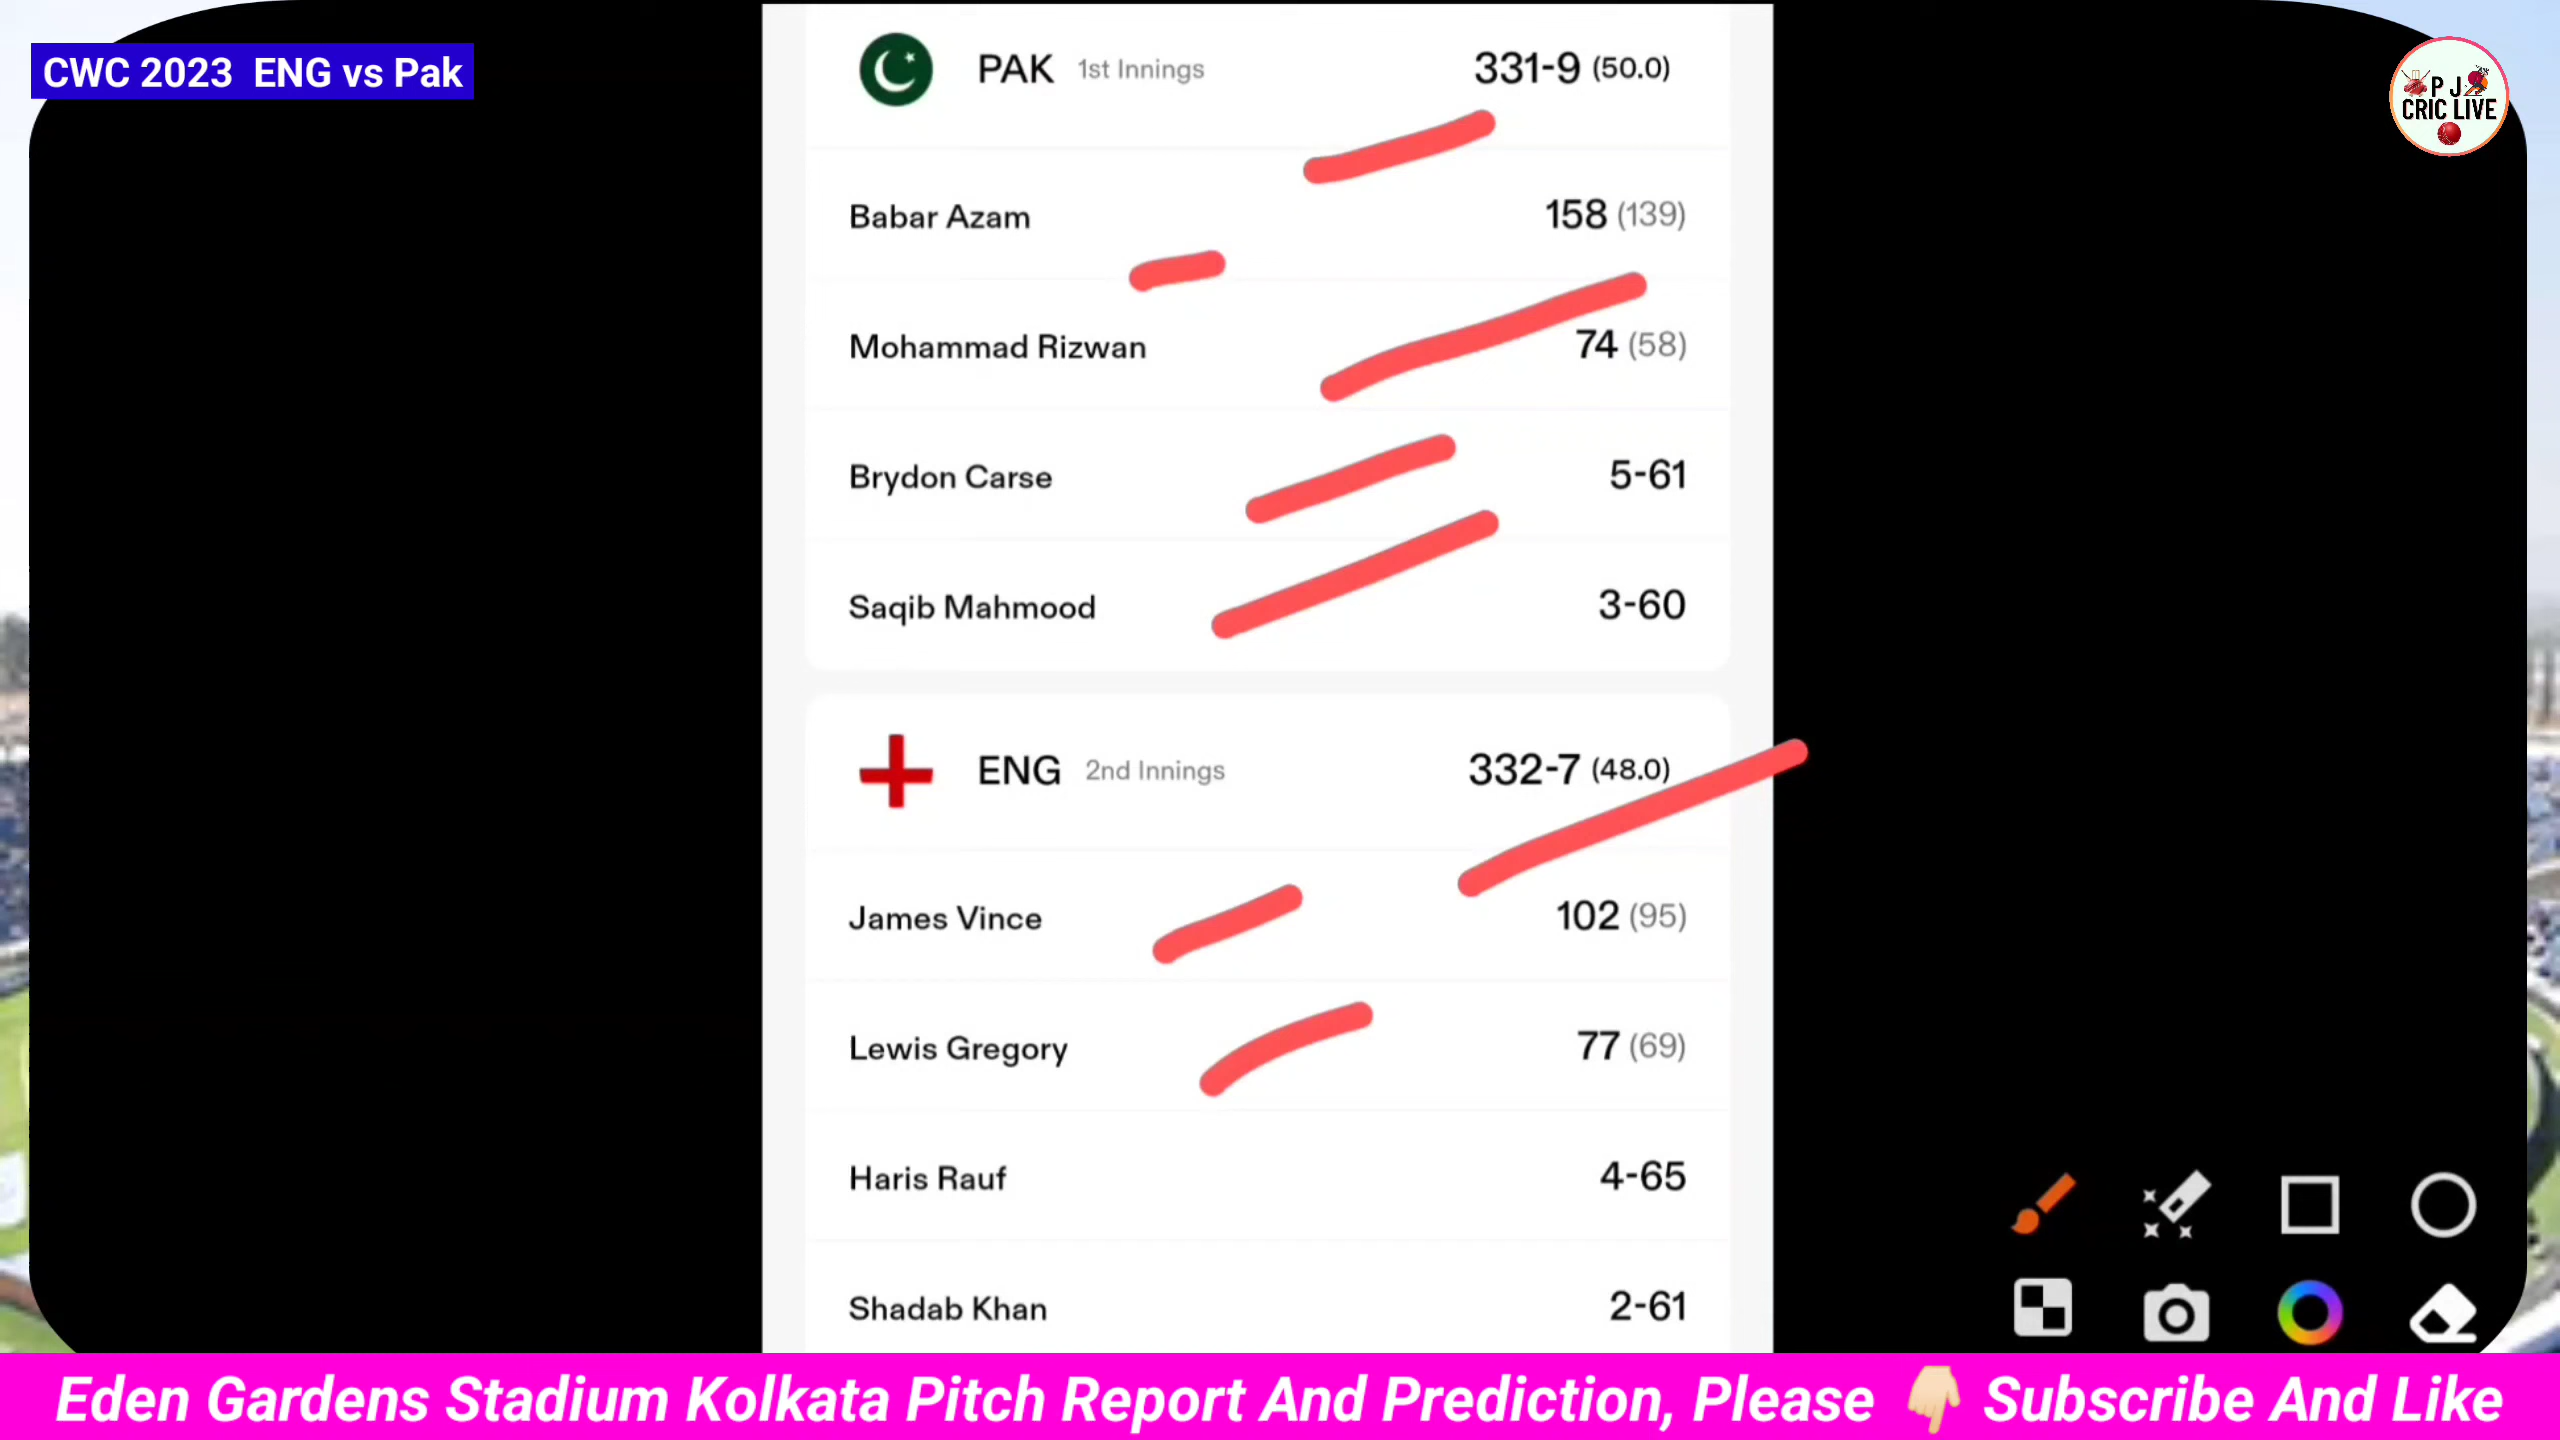 CWC 2023 ENG vs Pak
P J
CRIC LIVE
PAK 1st Innings 331-9 (50.0)
Babar Azam 158 (139)
Mohammad Rizwan 74 (58)
Brydon Carse 5-61
Saqib Mahmood 3-60
ENG 2nd Innings 332-7 (48.0)
James Vince 102 (95)
Lewis Gregory 77 (69)
Haris Rauf 4-65
Shadab Khan 2-61
Eden Gardens Stadium Kolkata Pitch Report And Prediction, Please 👇 Subscribe And Like